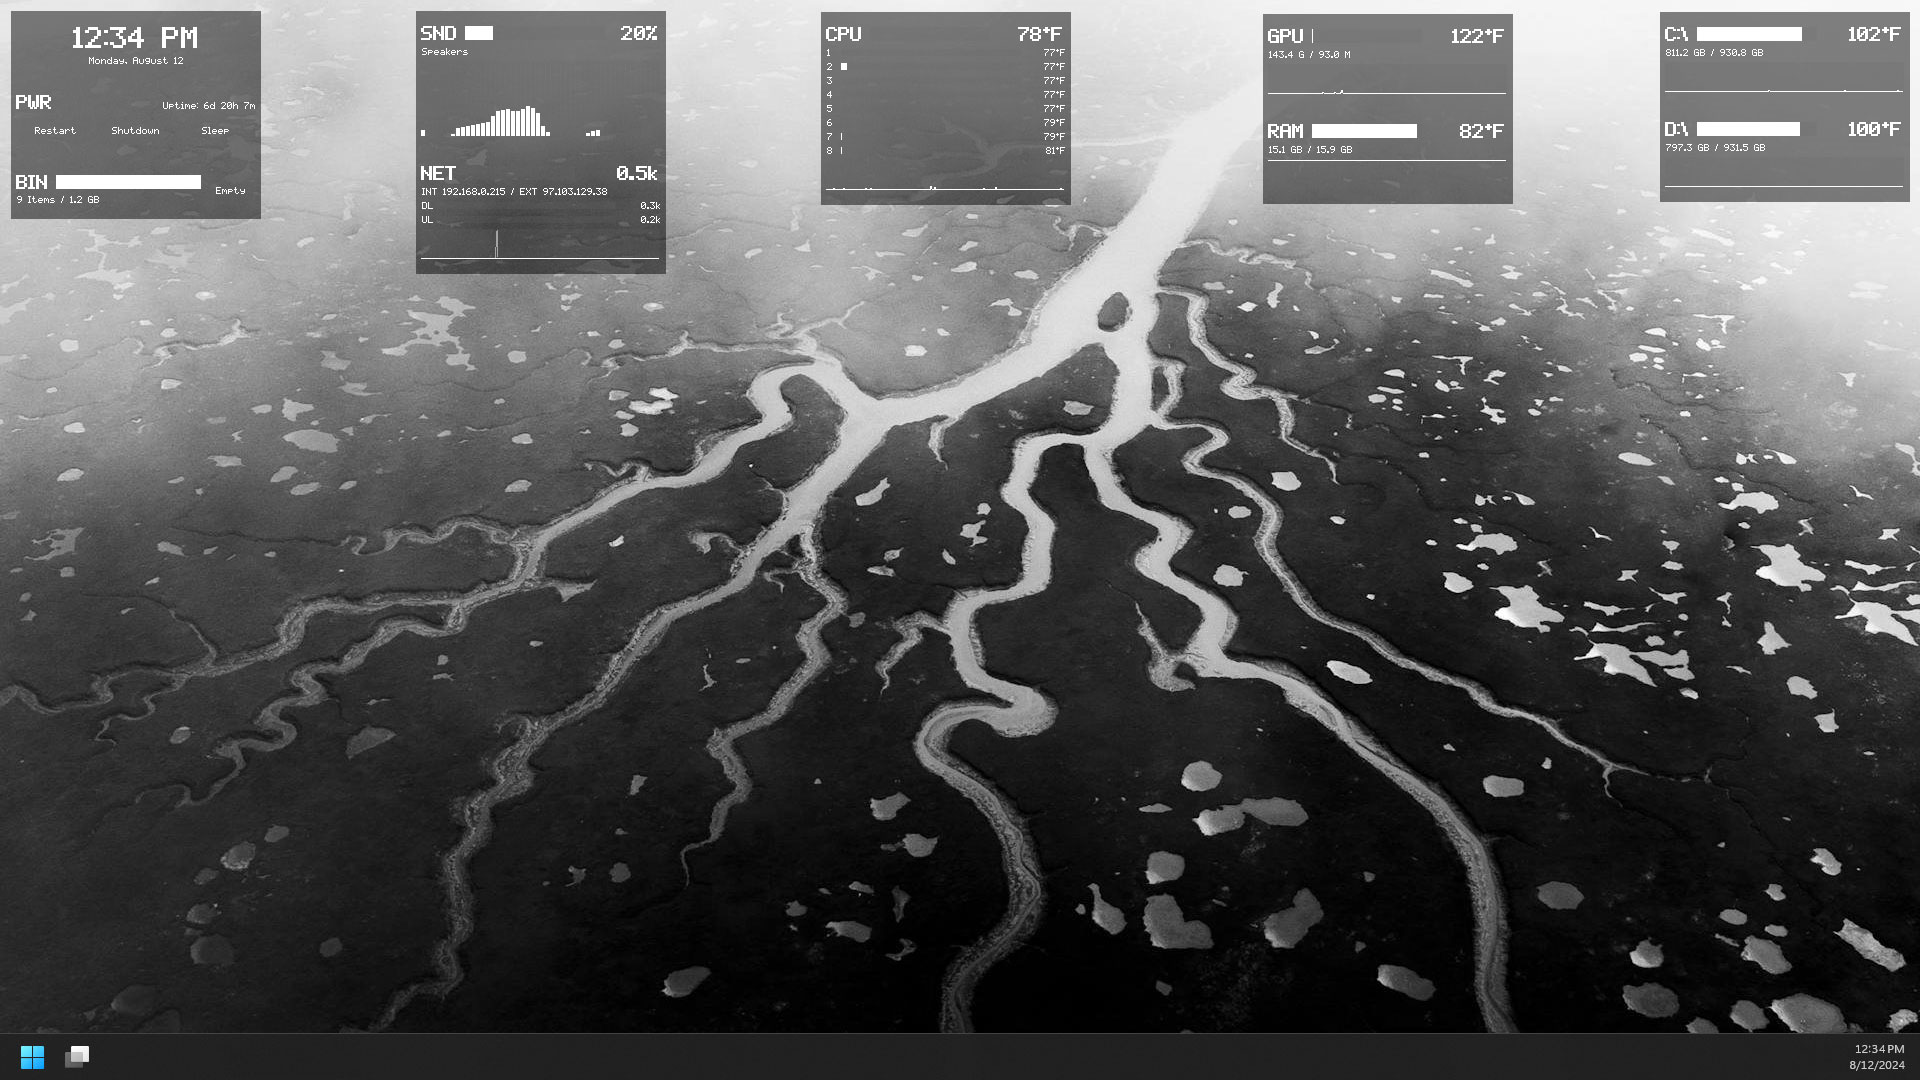 12:34 PM
Monday, August 12
PWR
Uptime: 6d 20h 7m
Restart Shutdown Sleep
BIN
Empty
9 Items / 1.2 GB
SND 20%
Speakers
NET 0.5k
INT 192.168.0.215 / EXT 97.103.129.38
DL 0.3k
UL 0.2k
CPU 78°F
1 77°F
2 77°F
3 77°F
4 77°F
5 77°F
6 79°F
7 79°F
8 81°F
GPU 122°F
143.4 G / 93.0 M
RAM 82°F
15.1 GB / 15.9 GB
C:\ 102°F
811.2 GB / 930.8 GB
D:\ 100°F
797.3 GB / 931.5 GB
12:34 PM
8/12/2024